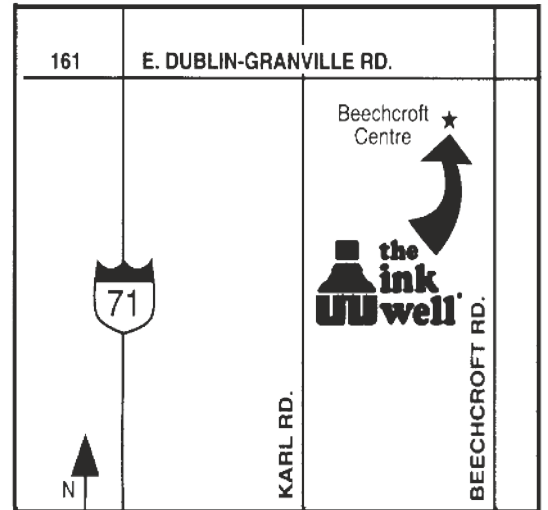 161 E. DUBLIN-GRANVILLE RD.
Beechcroft
Centre
the
ink
well
71
KARL RD.
BEECHCROFT RD.
N